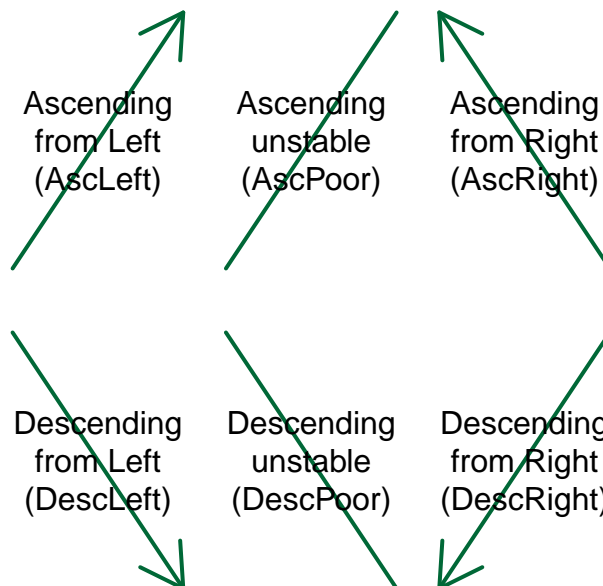 Ascending
from Left
(AscLeft)
Ascending
unstable
(AscPoor)
Ascending
from Right
(AscRight)
Descending
from Left
(DescLeft)
Descending
unstable
(DescPoor)
Descending
from Right
(DescRight)